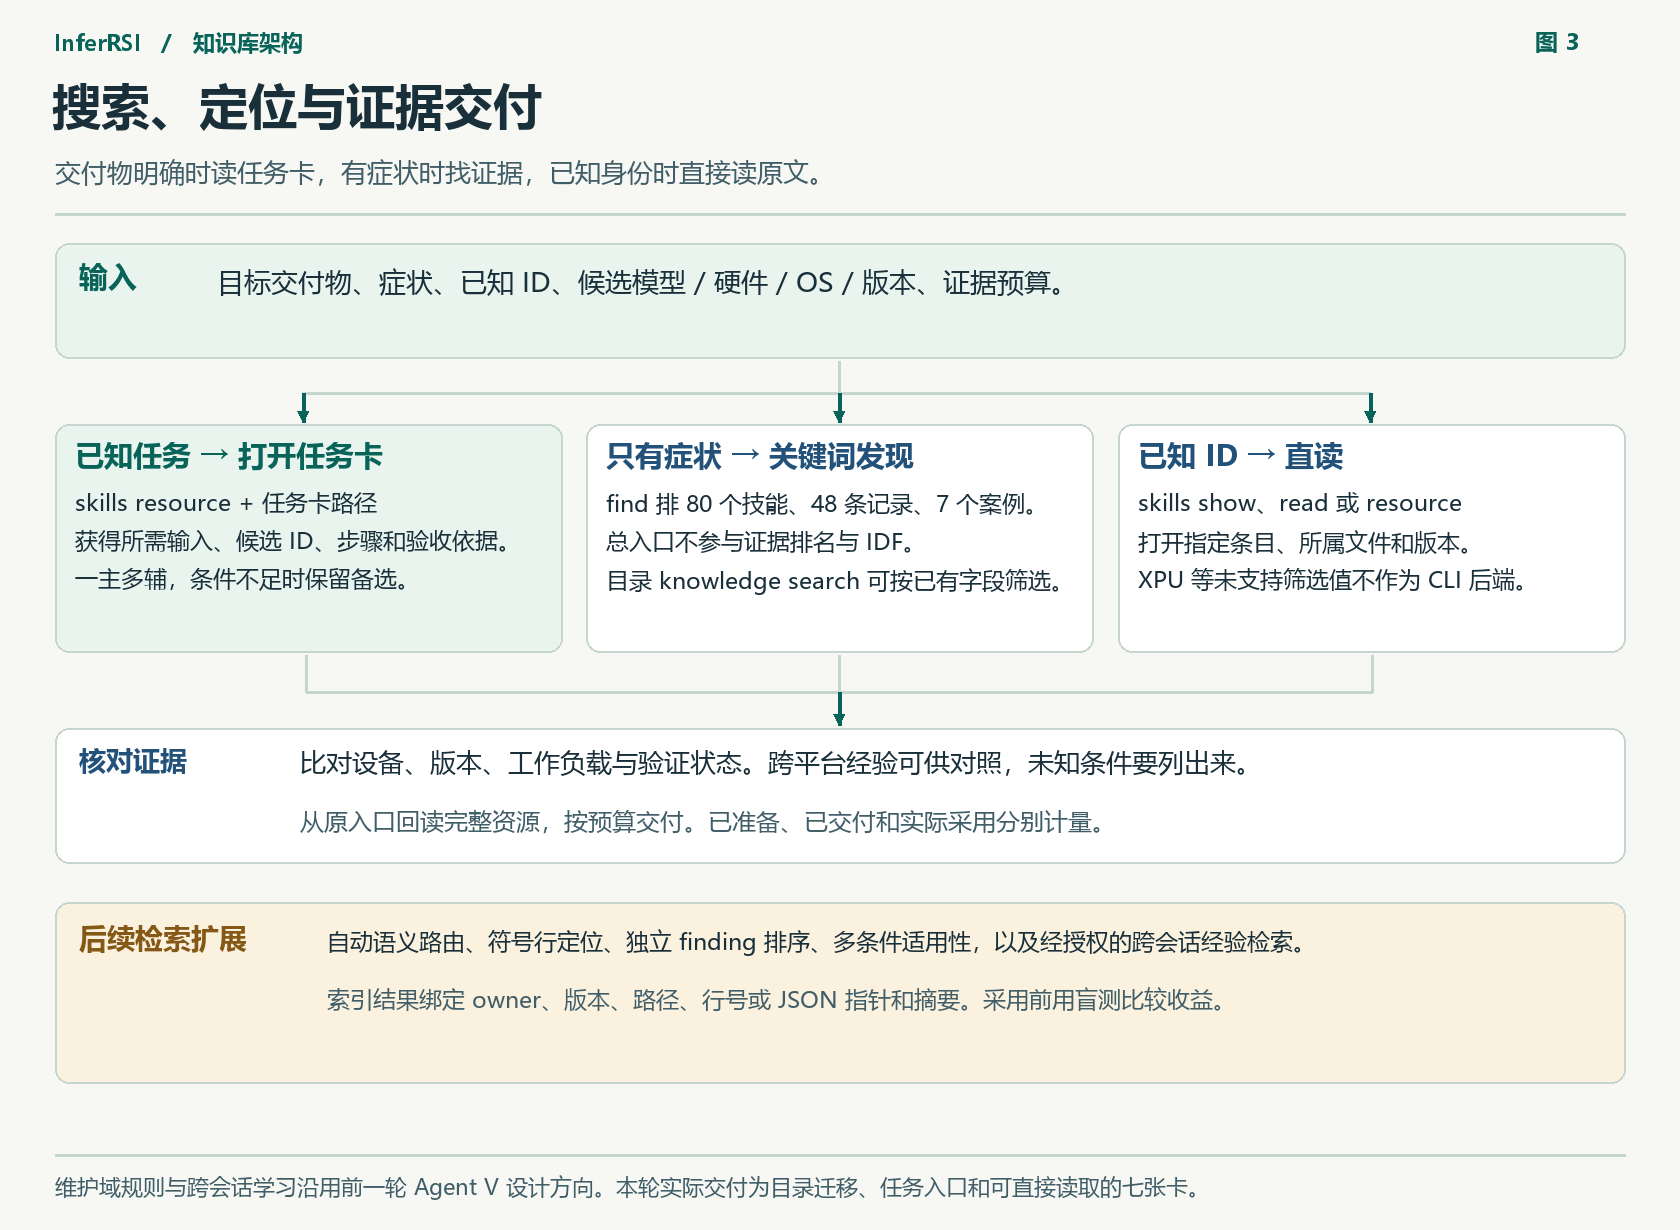 InferRSI / 知识库架构
图 3
搜索、定位与证据交付
交付物明确时读任务卡，有症状时找证据，已知身份时直接读原文。
输入
目标交付物、症状、已知 ID、候选模型 / 硬件 / OS / 版本、证据预算。
已知任务 → 打开任务卡
skills resource + 任务卡路径
获得所需输入、候选 ID、步骤和验收依据。
一主多辅，条件不足时保留备选。
只有症状 → 关键词发现
find 排 80 个技能、48 条记录、7 个案例。
总入口不参与证据排名与 IDF。
目录 knowledge search 可按已有字段筛选。
已知 ID → 直读
skills show、read 或 resource
打开指定条目、所属文件和版本。
XPU 等未支持筛选值不作为 CLI 后端。
核对证据
比对设备、版本、工作负载与验证状态。跨平台经验可供对照，未知条件要列出来。
从原入口回读完整资源，按预算交付。已准备、已交付和实际采用分别计量。
后续检索扩展
自动语义路由、符号行定位、独立 finding 排序、多条件适用性，以及经授权的跨会话经验检索。
索引结果绑定 owner、版本、路径、行号或 JSON 指针和摘要。采用前用盲测比较收益。
维护域规则与跨会话学习沿用前一轮 Agent V 设计方向。本轮实际交付为目录迁移、任务入口和可直接读取的七张卡。